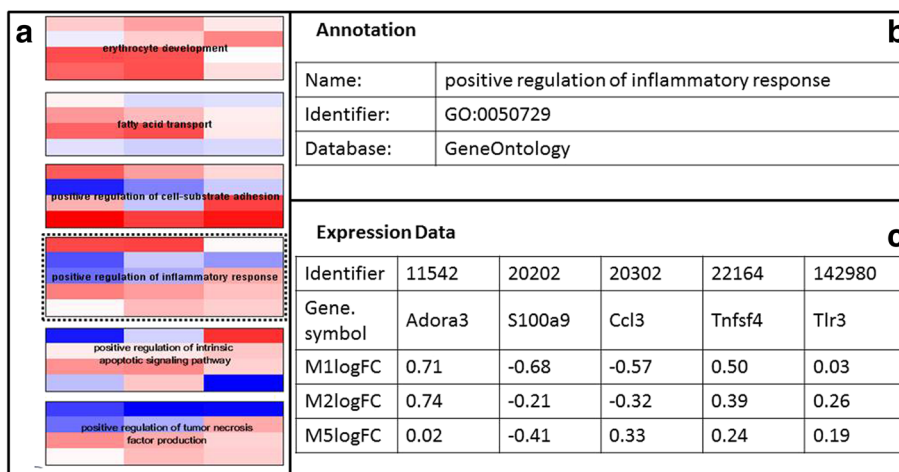 a
erythrocyte development
fatty acid transport
positive regulation of cell-substrate adhesion
positive regulation of inflammatory response
positive regulation of intrinsic
apoptotic signaling pathway
positive regulation of tumor necrosis
factor production
b
Annotation
Name: positive regulation of inflammatory response
Identifier: GO:0050729
Database: GeneOntology
c
Expression Data
Identifier 11542 20202 20302 22164 142980
Gene.
symbol Adora3 S100a9 Ccl3 Tnfsf4 Tlr3
M1logFC 0.71 -0.68 -0.57 0.50 0.03
M2logFC 0.74 -0.21 -0.32 0.39 0.26
M5logFC 0.02 -0.41 0.33 0.24 0.19